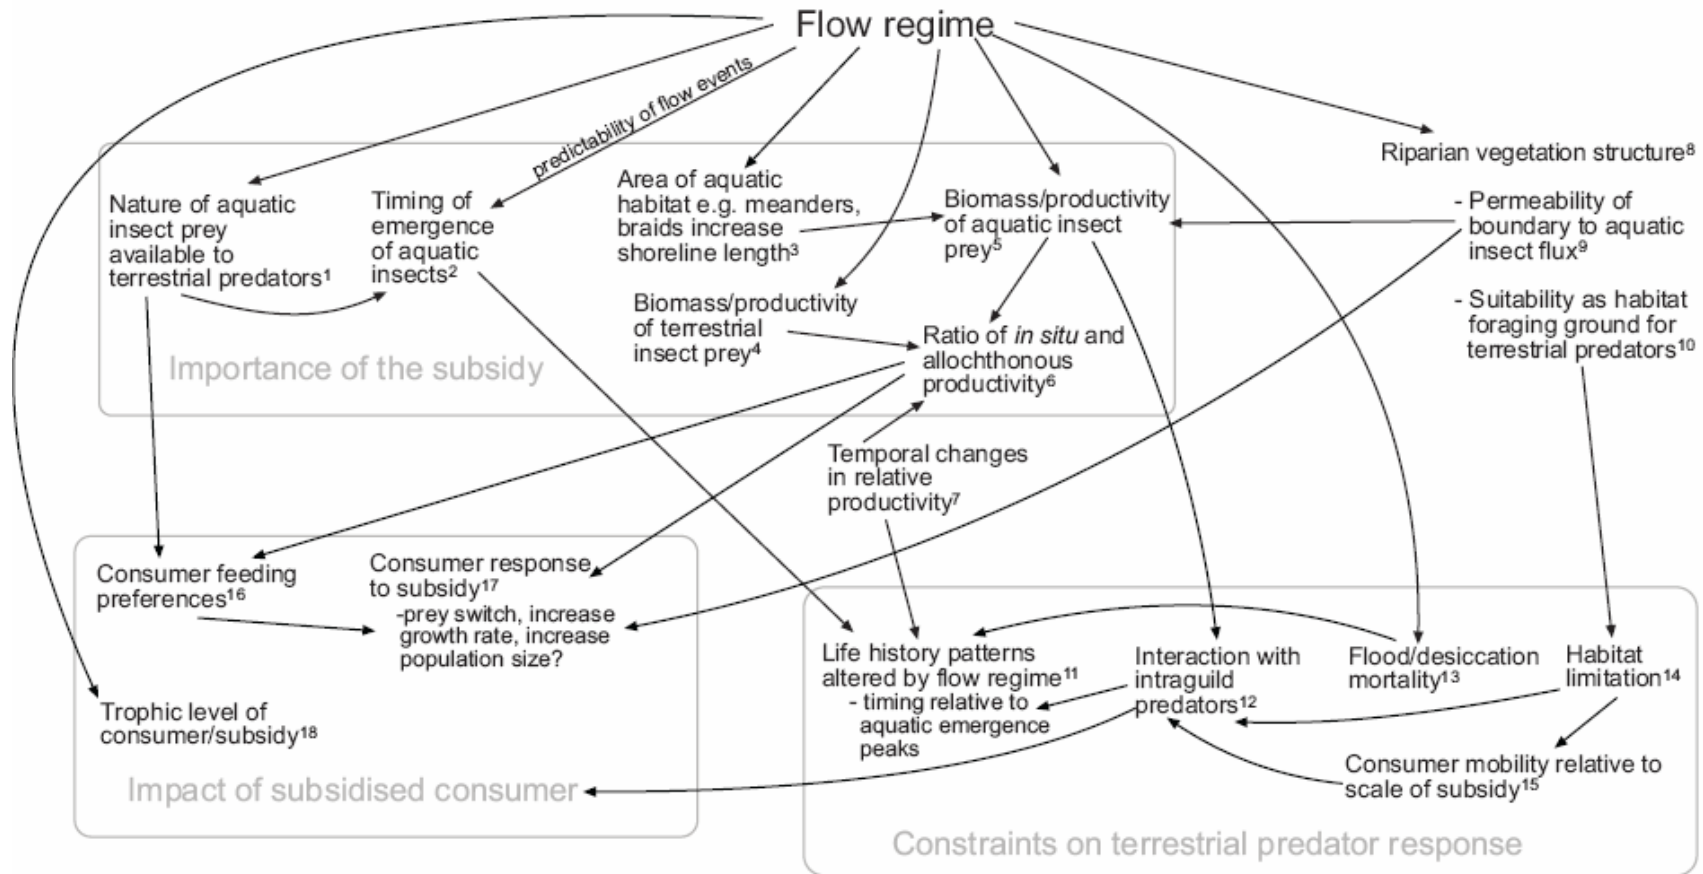 Flow regime
predictability of flow events
Riparian vegetation structure⁸
- Permeability of
boundary to aquatic
insect flux⁹
- Suitability as habitat
foraging ground for
terrestrial predators¹⁰
Nature of aquatic
insect prey
available to
terrestrial predators¹
Timing of
emergence
of aquatic
insects²
Area of aquatic
habitat e.g. meanders,
braids increase
shoreline length³
Biomass/productivity
of aquatic insect
prey⁵
Biomass/productivity
of terrestrial
insect prey⁴
Ratio of in situ and
allochthonous
productivity⁶
Importance of the subsidy
Temporal changes
in relative
productivity⁷
Consumer feeding
preferences¹⁶
Consumer response
to subsidy¹⁷
-prey switch, increase
growth rate, increase
population size?
Trophic level of
consumer/subsidy¹⁸
Impact of subsidised consumer
Life history patterns
altered by flow regime¹¹
- timing relative to
aquatic emergence
peaks
Interaction with
intraguild
predators¹²
Flood/desiccation
mortality¹³
Habitat
limitation¹⁴
Consumer mobility relative to
scale of subsidy¹⁵
Constraints on terrestrial predator response